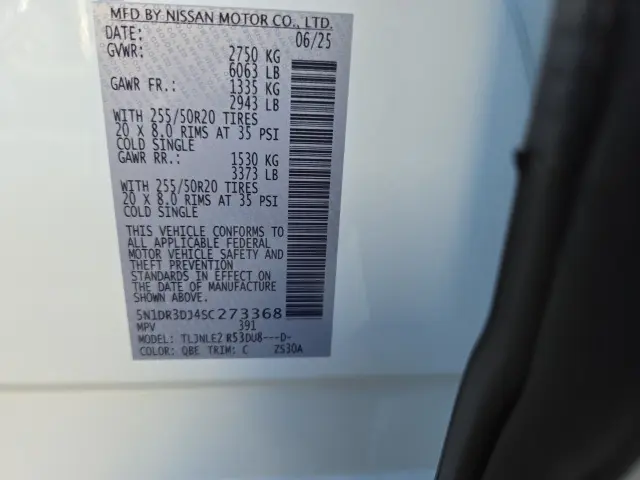 MFD BY NISSAN MOTOR CO., LTD.
DATE: 06/25
GVWR: 2750 KG
6063 LB
GAWR FR.: 1335 KG
2943 LB
WITH 255/50R20 TIRES
20 X 8.0 RIMS AT 35 PSI
COLD SINGLE
GAWR RR.: 1530 KG
3373 LB
WITH 255/50R20 TIRES
20 X 8.0 RIMS AT 35 PSI
COLD SINGLE
THIS VEHICLE CONFORMS TO
ALL APPLICABLE FEDERAL
MOTOR VEHICLE SAFETY AND
THEFT PREVENTION
STANDARDS IN EFFECT ON
THE DATE OF MANUFACTURE
SHOWN ABOVE.
5N1DR3DJ4SC273368
MPV 391
MODEL: TLJNLEZ R53DU8---D-
COLOR: QBE TRIM: C ZS30A